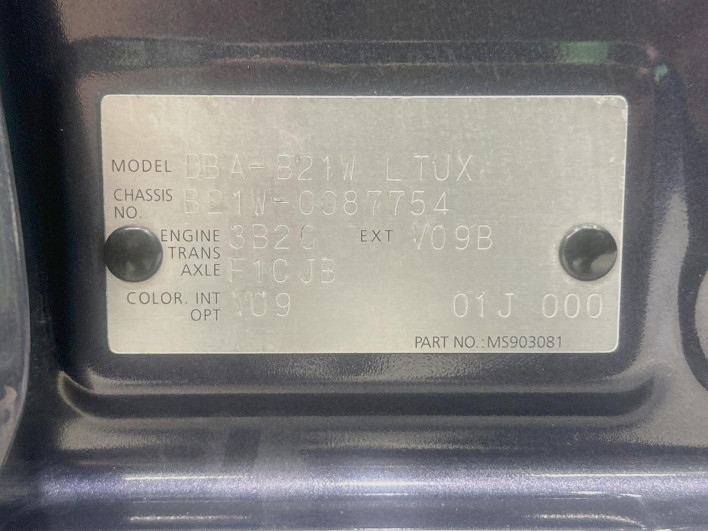 MODEL DBA-B21W LTUX
CHASSIS NO. B21W-0087754
ENGINE 3B20 EXT V09B
TRANS AXLE F1CJB
COLOR. INT OPT V09 01J 000
PART NO.:MS903081